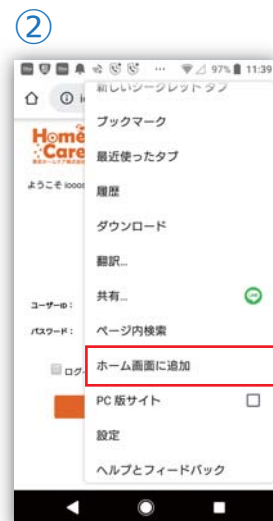 ②
97% 11:39
新しいシークレット タブ
Home
Care
ブックマーク
最近使ったタブ
ようこそ
履歴
ダウンロード
翻訳...
共有...
ユーザーID：
パスワード：
ページ内検索
ホーム画面に追加
ログ
PC 版サイト
設定
ヘルプとフィードバック